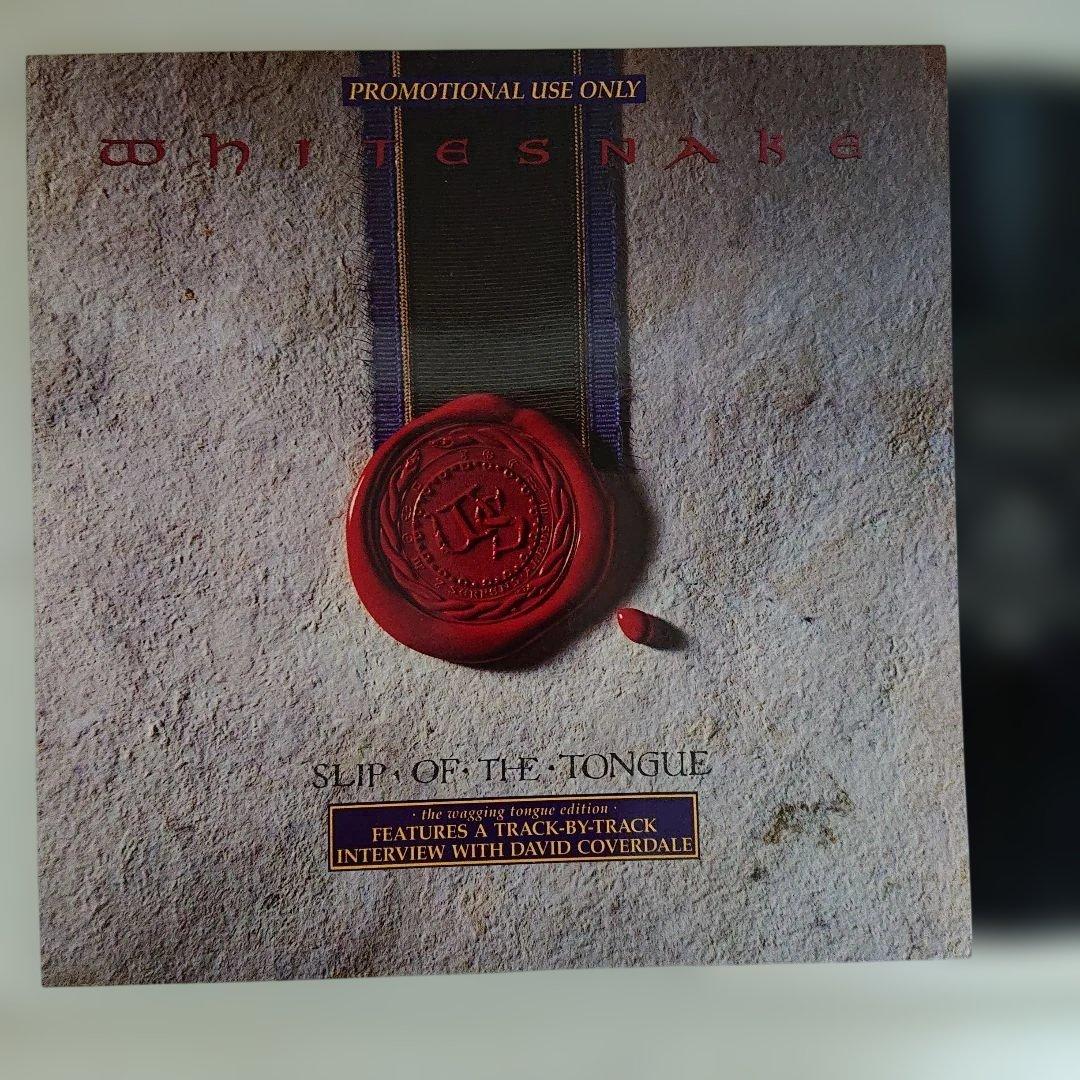 PROMOTIONAL USE ONLY
WHITESNAKE
SLIP · OF · THE · TONGUE
· the wagging tongue edition ·
FEATURES A TRACK-BY-TRACK
INTERVIEW WITH DAVID COVERDALE